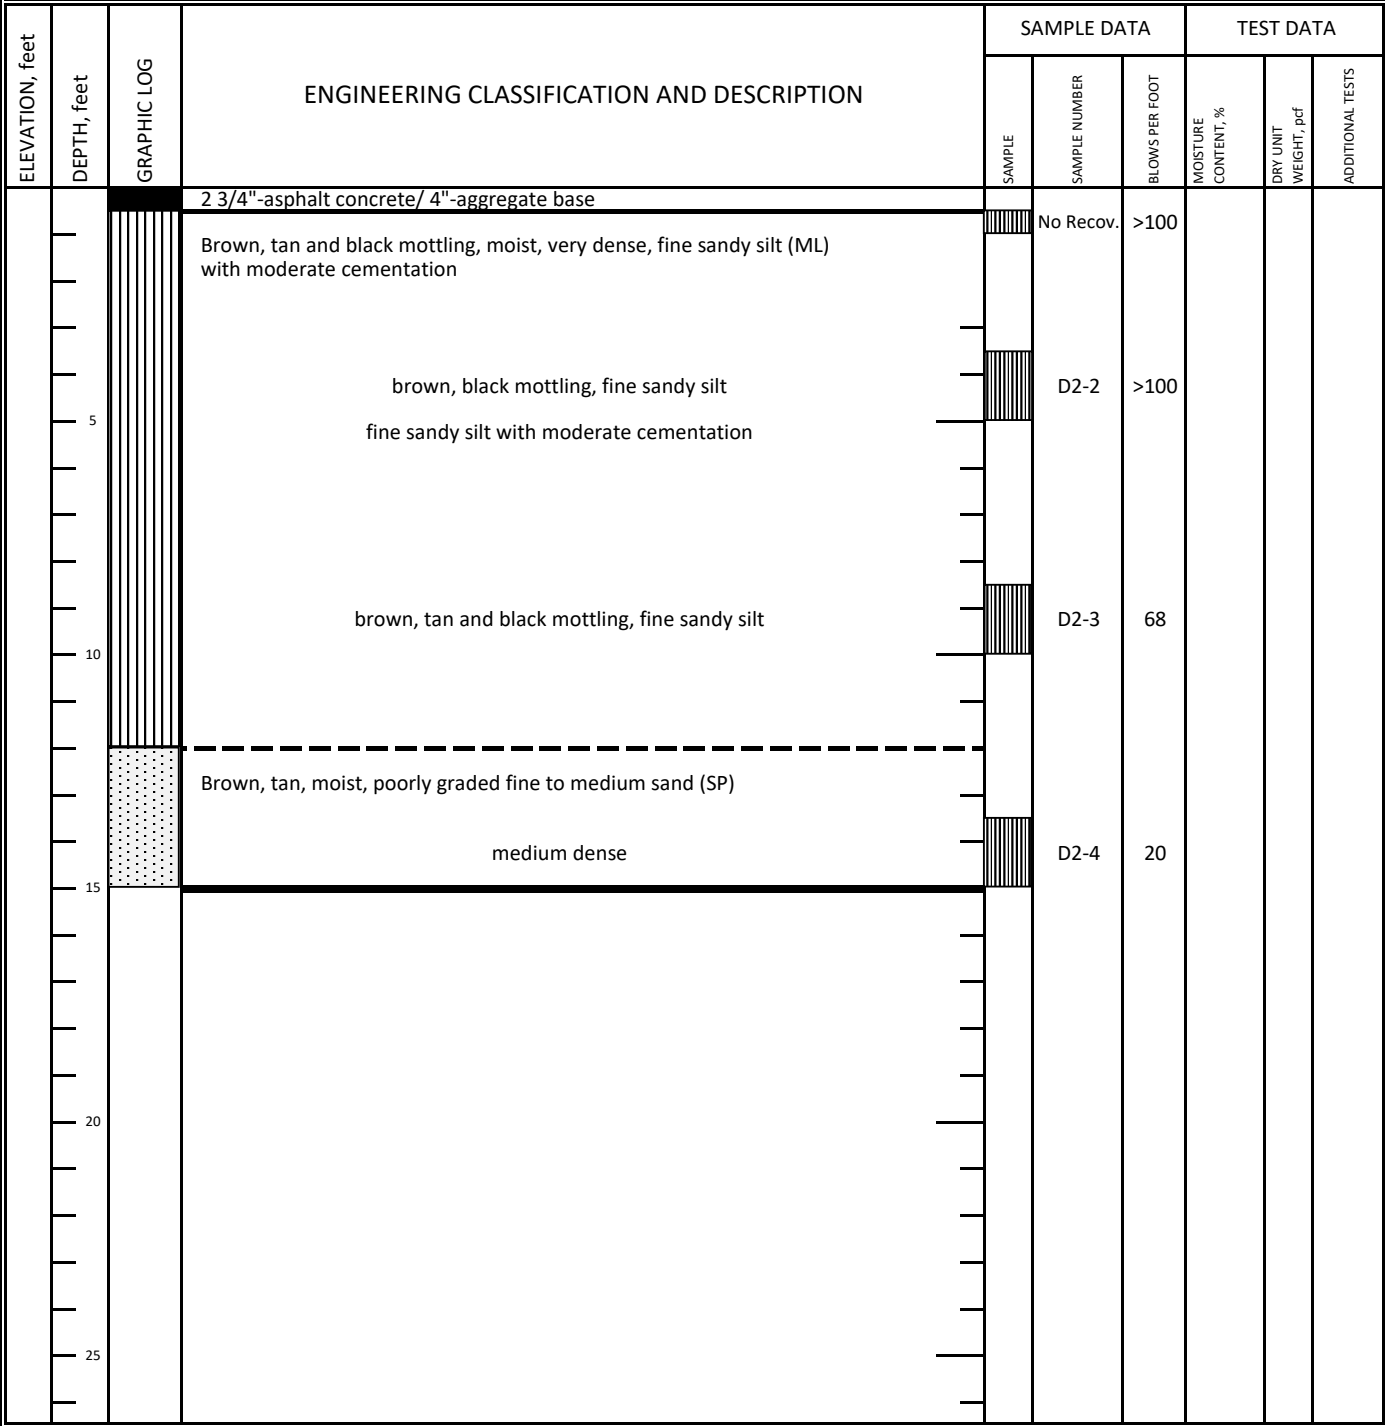 SAMPLE DATA
TEST DATA
ELEVATION, feet
DEPTH, feet
GRAPHIC LOG
ENGINEERING CLASSIFICATION AND DESCRIPTION
SAMPLE
SAMPLE NUMBER
BLOWS PER FOOT
MOISTURE
CONTENT, %
DRY UNIT
WEIGHT, pcf
ADDITIONAL TESTS
2 3/4"-asphalt concrete/ 4"-aggregate base
No Recov. >100
Brown, tan and black mottling, moist, very dense, fine sandy silt (ML)
with moderate cementation
brown, black mottling, fine sandy silt D2-2 >100
5
fine sandy silt with moderate cementation
brown, tan and black mottling, fine sandy silt D2-3 68
10
Brown, tan, moist, poorly graded fine to medium sand (SP)
medium dense D2-4 20
15
20
25